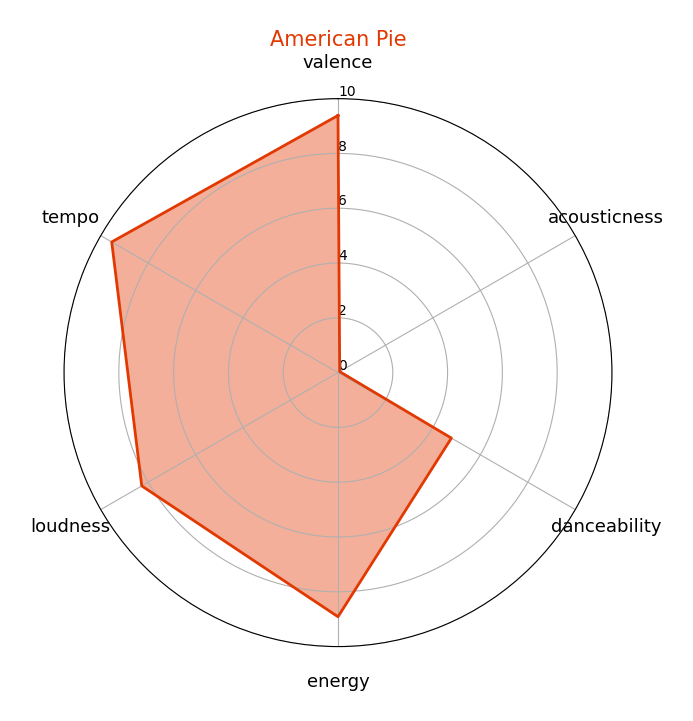 American Pie
valence
10
8
tempo
acousticness
6
4
2
0
loudness
danceability
energy